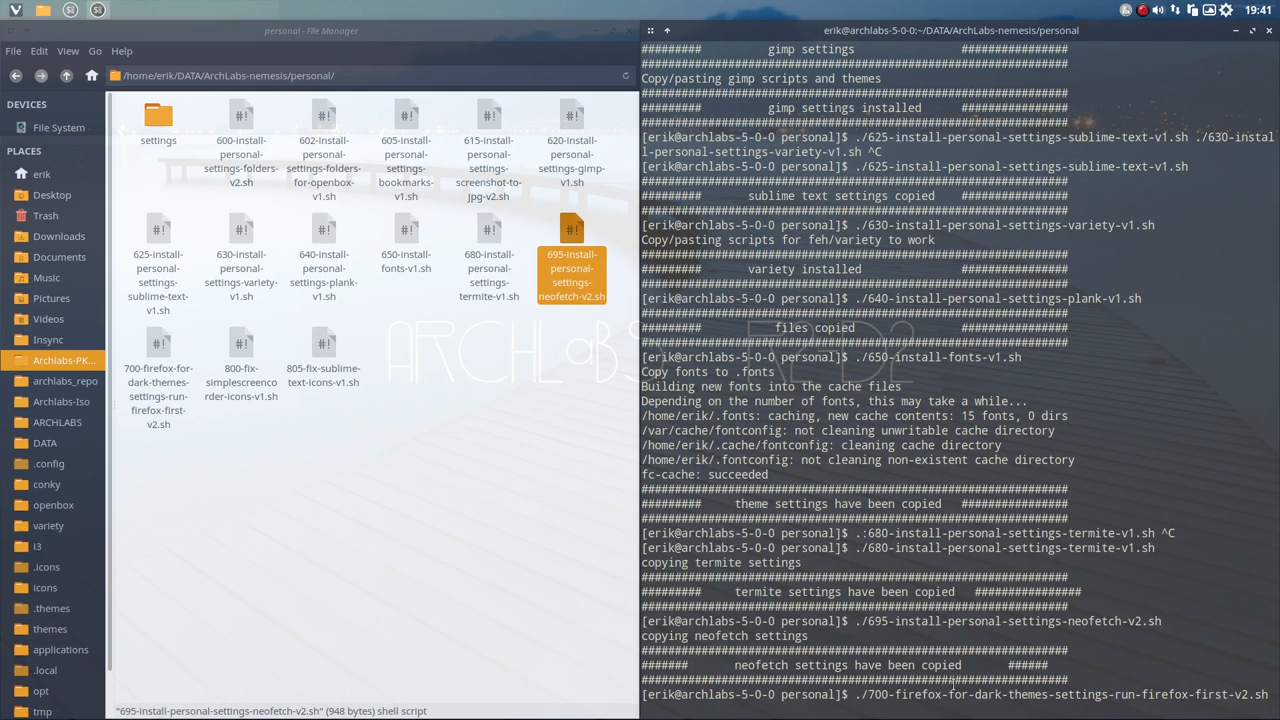 19:41
personal - File Manager
File Edit View Go Help
/home/erik/DATA/ArchLabs-nemesis/personal/
DEVICES
File System
PLACES
erik
Desktop
Trash
Downloads
Documents
Music
Pictures
Videos
Insync
Archlabs-PK...
archlabs_repo
Archlabs-Iso
ARCHLABS
DATA
.config
conky
openbox
variety
I3
.icons
icons
.themes
themes
applications
.local
opt
tmp
settings
600-install-
personal-
settings-folders-
v2.sh
602-install-
personal-
settings-folders-
for-openbox-
v1.sh
605-install-
personal-
settings-
bookmarks-
v1.sh
615-install-
personal-
settings-
screenshot-to-
jpg-v2.sh
620-install-
personal-
settings-gimp-
v1.sh
625-install-
personal-
settings-
sublime-text-
v1.sh
630-install-
personal-
settings-variety-
v1.sh
640-install-
personal-
settings-plank-
v1.sh
650-install-
fonts-v1.sh
680-install-
personal-
settings-
termite-v1.sh
695-install-
personal-
settings-
neofetch-v2.sh
700-firefox-for-
dark-themes-
settings-run-
firefox-first-
v2.sh
800-fix-
simplescreenco
rder-icons-v1.sh
805-fix-sublime-
text-icons-v1.sh
ARCHLaBS R2D2
"695-install-personal-settings-neofetch-v2.sh" (948 bytes) shell script
erik@archlabs-5-0-0:~/DATA/ArchLabs-nemesis/personal
######### gimp settings ################
################################################################
Copy/pasting gimp scripts and themes
################################################################
######### gimp settings installed ################
################################################################
[erik@archlabs-5-0-0 personal]$ ./625-install-personal-settings-sublime-text-v1.sh ./630-instal
l-personal-settings-variety-v1.sh ^C
[erik@archlabs-5-0-0 personal]$ ./625-install-personal-settings-sublime-text-v1.sh
################################################################
######### sublime text settings copied ################
################################################################
[erik@archlabs-5-0-0 personal]$ ./630-install-personal-settings-variety-v1.sh
Copy/pasting scripts for feh/variety to work
################################################################
######### variety installed ################
################################################################
[erik@archlabs-5-0-0 personal]$ ./640-install-personal-settings-plank-v1.sh
################################################################
######### files copied ################
################################################################
[erik@archlabs-5-0-0 personal]$ ./650-install-fonts-v1.sh
Copy fonts to .fonts
Building new fonts into the cache files
Depending on the number of fonts, this may take a while...
/home/erik/.fonts: caching, new cache contents: 15 fonts, 0 dirs
/var/cache/fontconfig: not cleaning unwritable cache directory
/home/erik/.cache/fontconfig: cleaning cache directory
/home/erik/.fontconfig: not cleaning non-existent cache directory
fc-cache: succeeded
################################################################
######### theme settings have been copied ################
################################################################
[erik@archlabs-5-0-0 personal]$ .:680-install-personal-settings-termite-v1.sh ^C
[erik@archlabs-5-0-0 personal]$ ./680-install-personal-settings-termite-v1.sh
copying termite settings
################################################################
######### termite settings have been copied ################
################################################################
[erik@archlabs-5-0-0 personal]$ ./695-install-personal-settings-neofetch-v2.sh
copying neofetch settings
################################################################
####### neofetch settings have been copied ######
################################################################
[erik@archlabs-5-0-0 personal]$ ./700-firefox-for-dark-themes-settings-run-firefox-first-v2.sh